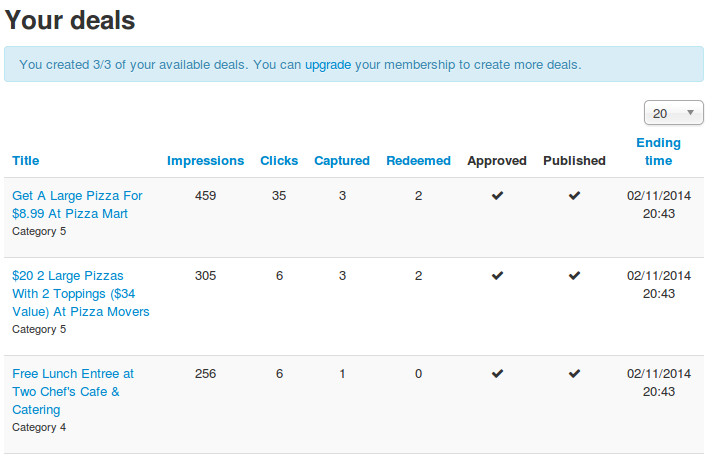 Your deals
You created 3/3 of your available deals. You can upgrade your membership to create more deals.
20
Title Impressions Clicks Captured Redeemed Approved Published Ending
time
Get A Large Pizza For 459 35 3 2 ✔ ✔ 02/11/2014
$8.99 At Pizza Mart 20:43
Category 5
$20 2 Large Pizzas 305 6 3 2 ✔ ✔ 02/11/2014
With 2 Toppings ($34 20:43
Value) At Pizza Movers
Category 5
Free Lunch Entree at 256 6 1 0 ✔ ✔ 02/11/2014
Two Chef's Cafe & 20:43
Catering
Category 4